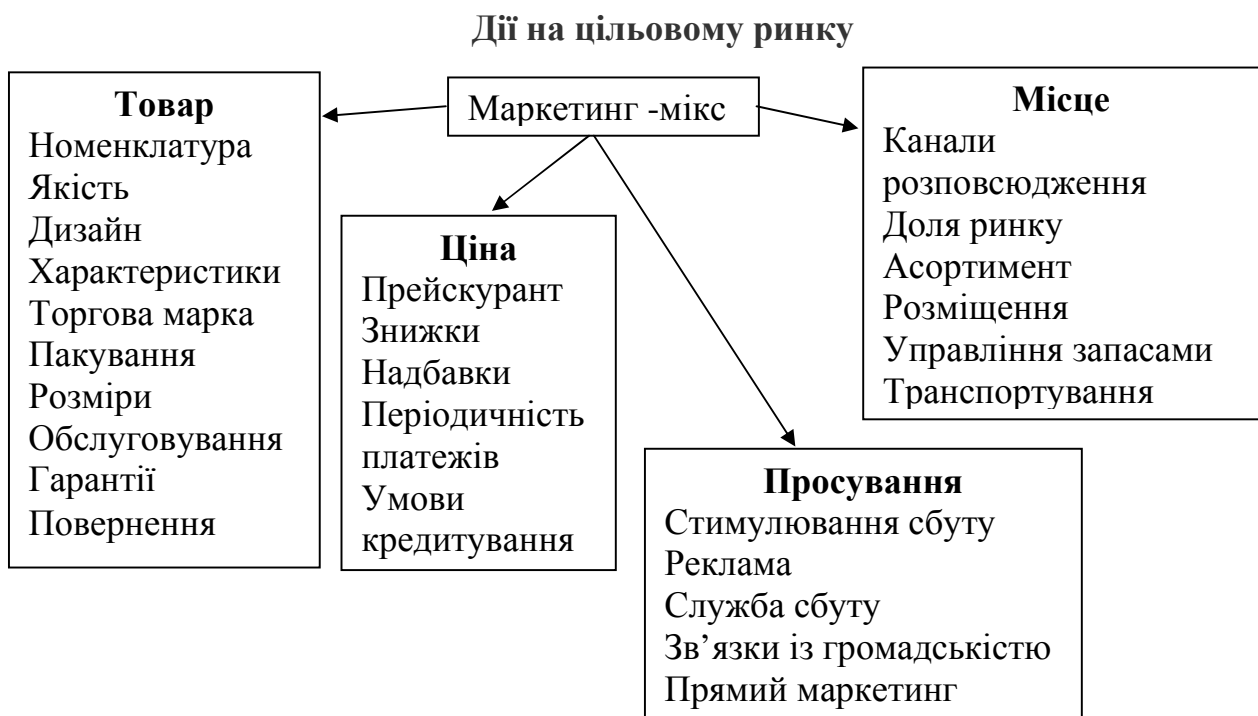 Дії на цільовому ринку
Маркетинг -мікс
Товар
Номенклатура
Якість
Дизайн
Характеристики
Торгова марка
Пакування
Розміри
Обслуговування
Гарантії
Повернення
Ціна
Прейскурант
Знижки
Надбавки
Періодичність
платежів
Умови
кредитування
Просування
Стимулювання сбуту
Реклама
Служба сбуту
Зв’язки із громадськістю
Прямий маркетинг
Місце
Канали
розповсюдження
Доля ринку
Асортимент
Розміщення
Управління запасами
Транспортування